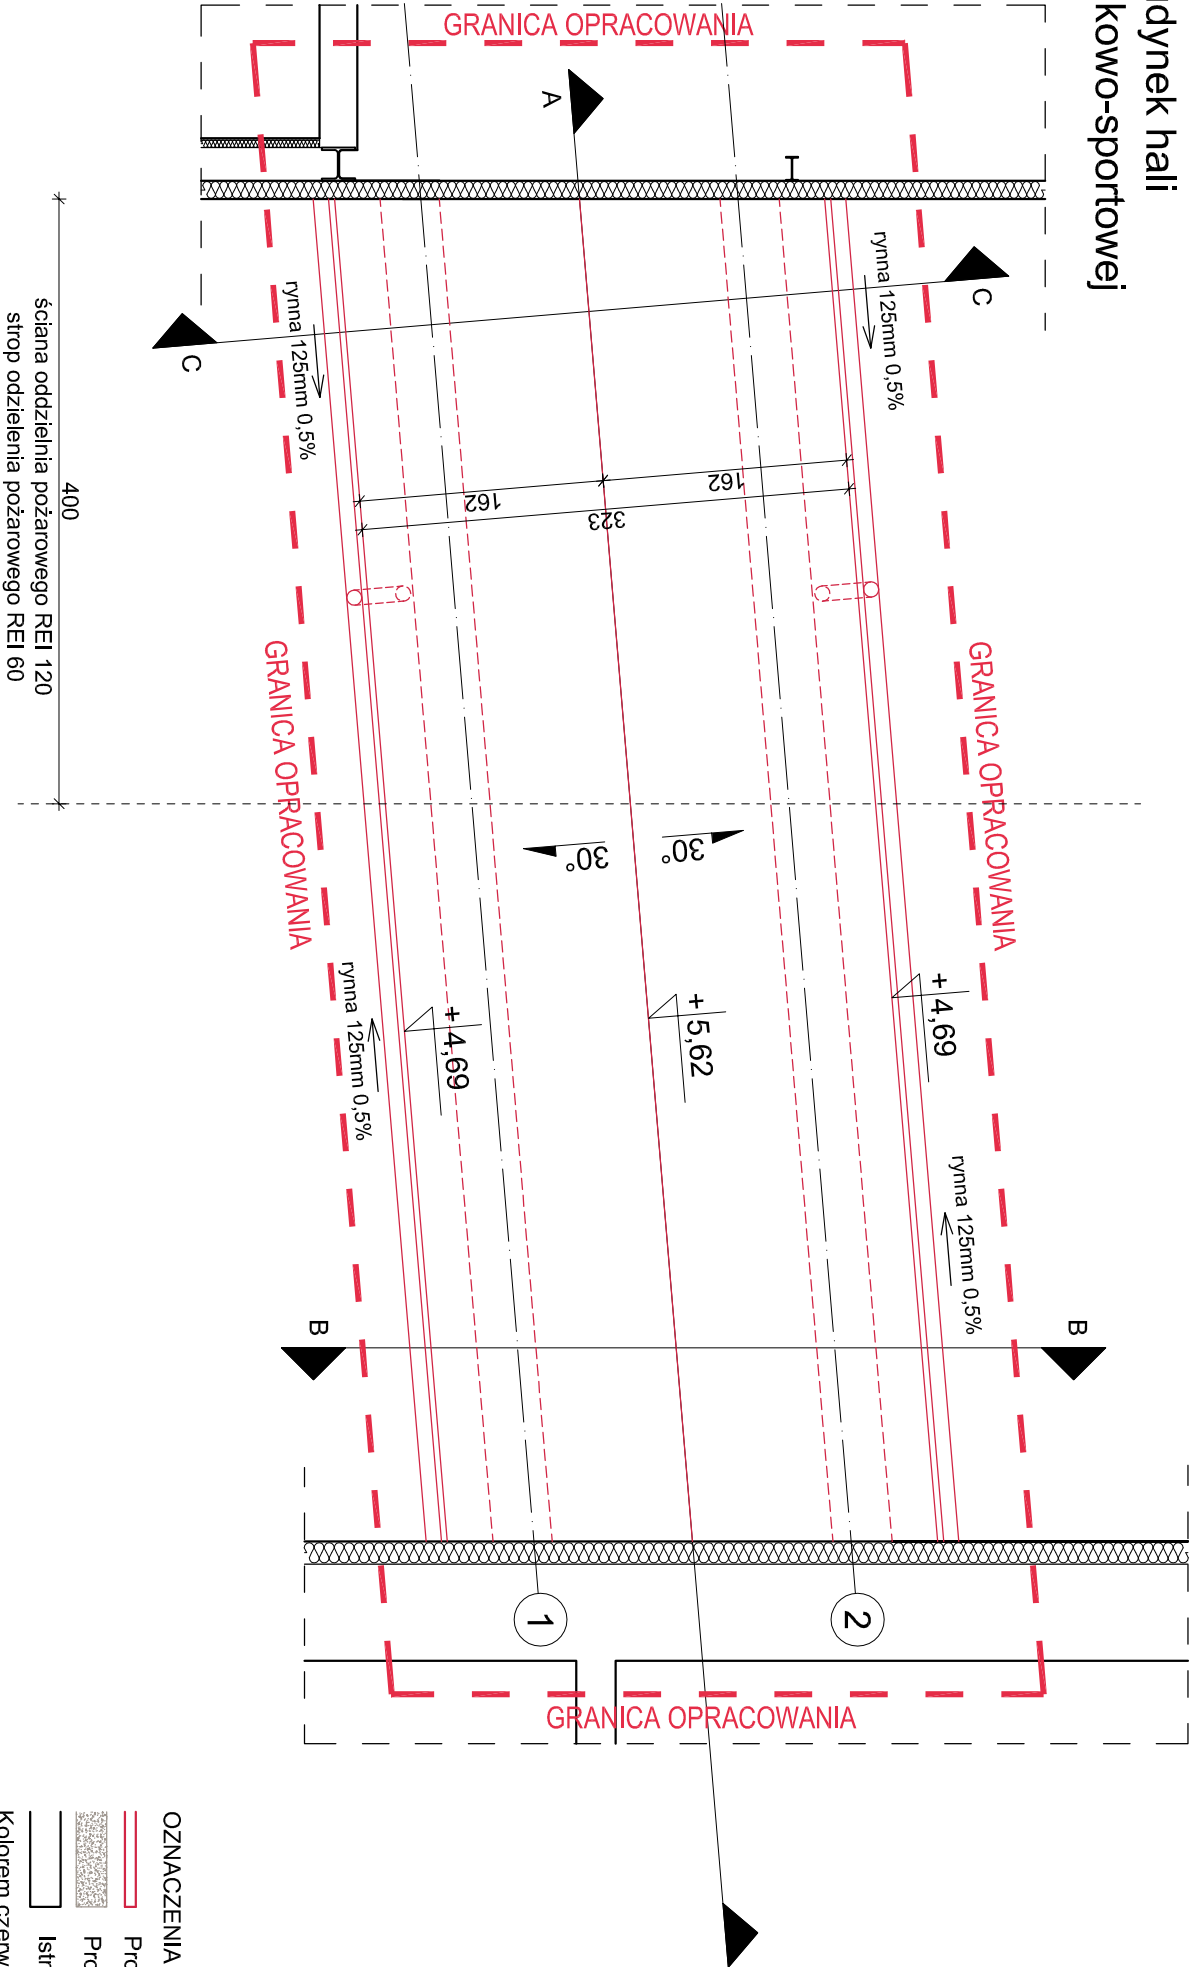 GRANICA OPRACOWANIA
hali
kowo-sportowej
A
C
C
rynna 125mm 0,5%
rynna 125mm 0,5%
162
162
323
400
ściana oddzielnia pożarowego REI 120
strop odzielenia pożarowego REI 60
GRANICA OPRACOWANIA
GRANICA OPRACOWANIA
30°
30°
+4,69
+5,62
+4,69
rynna 125mm 0,5%
rynna 125mm 0,5%
B
B
1
2
GRANICA OPRACOWANIA
OZNACZENIA